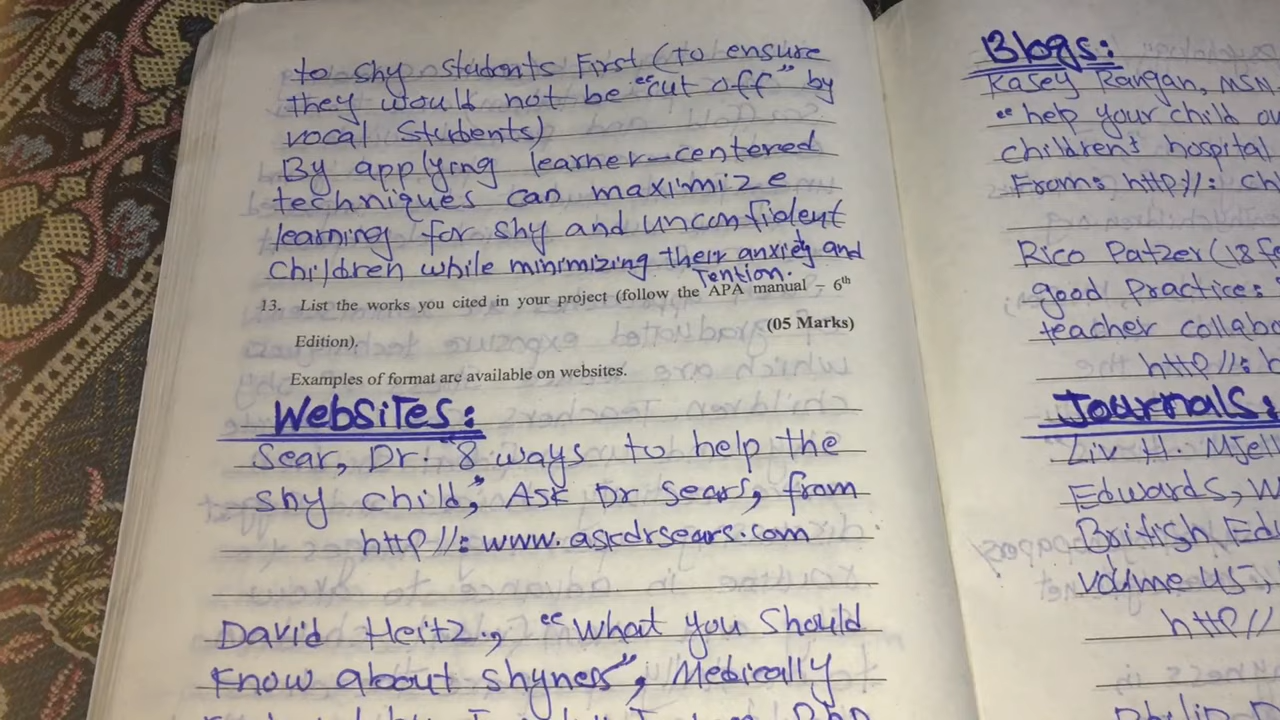 to shy students First (to ensure
they would not be "cut off" by
vocal Students)
By applying learner-centered
techniques can maximize
learning for shy and unconfident
children while minimizing their anxiety and
Tention.
13. List the works you cited in your project (follow the APA manual – 6th
(05 Marks)
Edition).
Examples of format are available on websites.
Websites:
Sear, Dr. "8 ways to help the
shy child", Ask Dr Sears, from
http//: www.askdrsears.com
David Heitz., "What you Should
Know about shyness", Medically
Blogs:
Kasey Rangan, MSN.
"help your child
children's hospital
From: http//:
Rico Patzer (18
good practice:
teacher
http//:
Journals:
Liv H.
Edwards,
British
volume 45,
http//